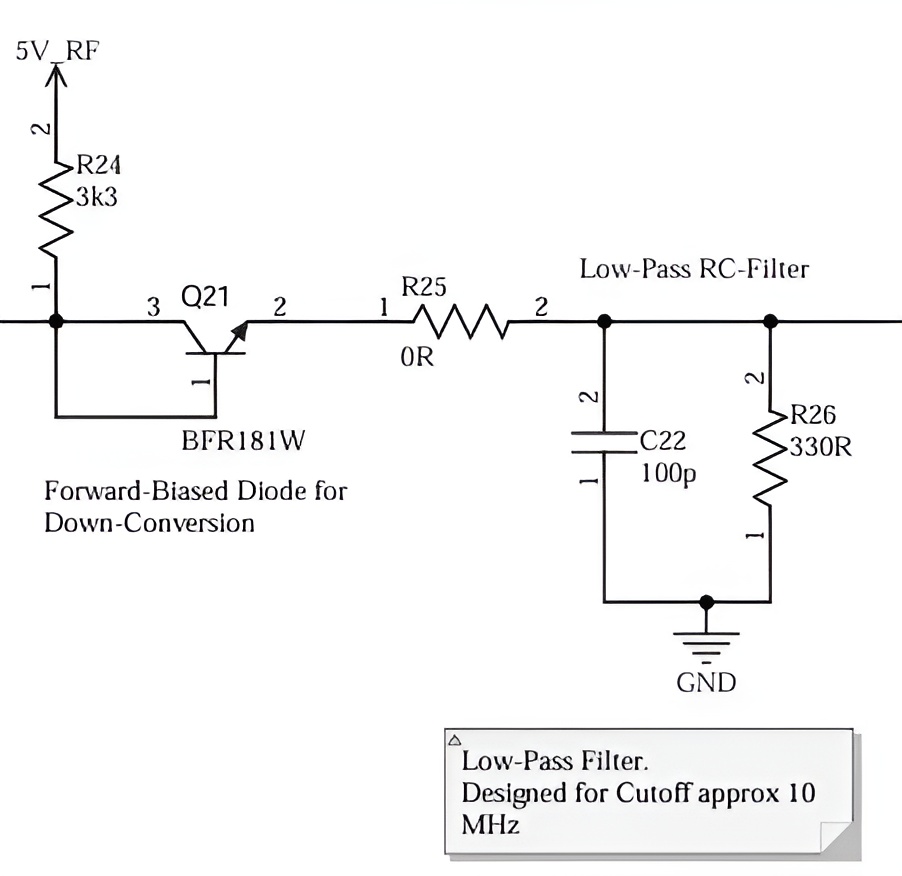 5V_RF
2
R24
3k3
1
3
Q21
2
1
BFR181W
Forward-Biased Diode for
Down-Conversion
1
R25
0R
2
Low-Pass RC-Filter
2
C22
100p
1
2
R26
330R
1
GND
Low-Pass Filter.
Designed for Cutoff approx 10
MHz